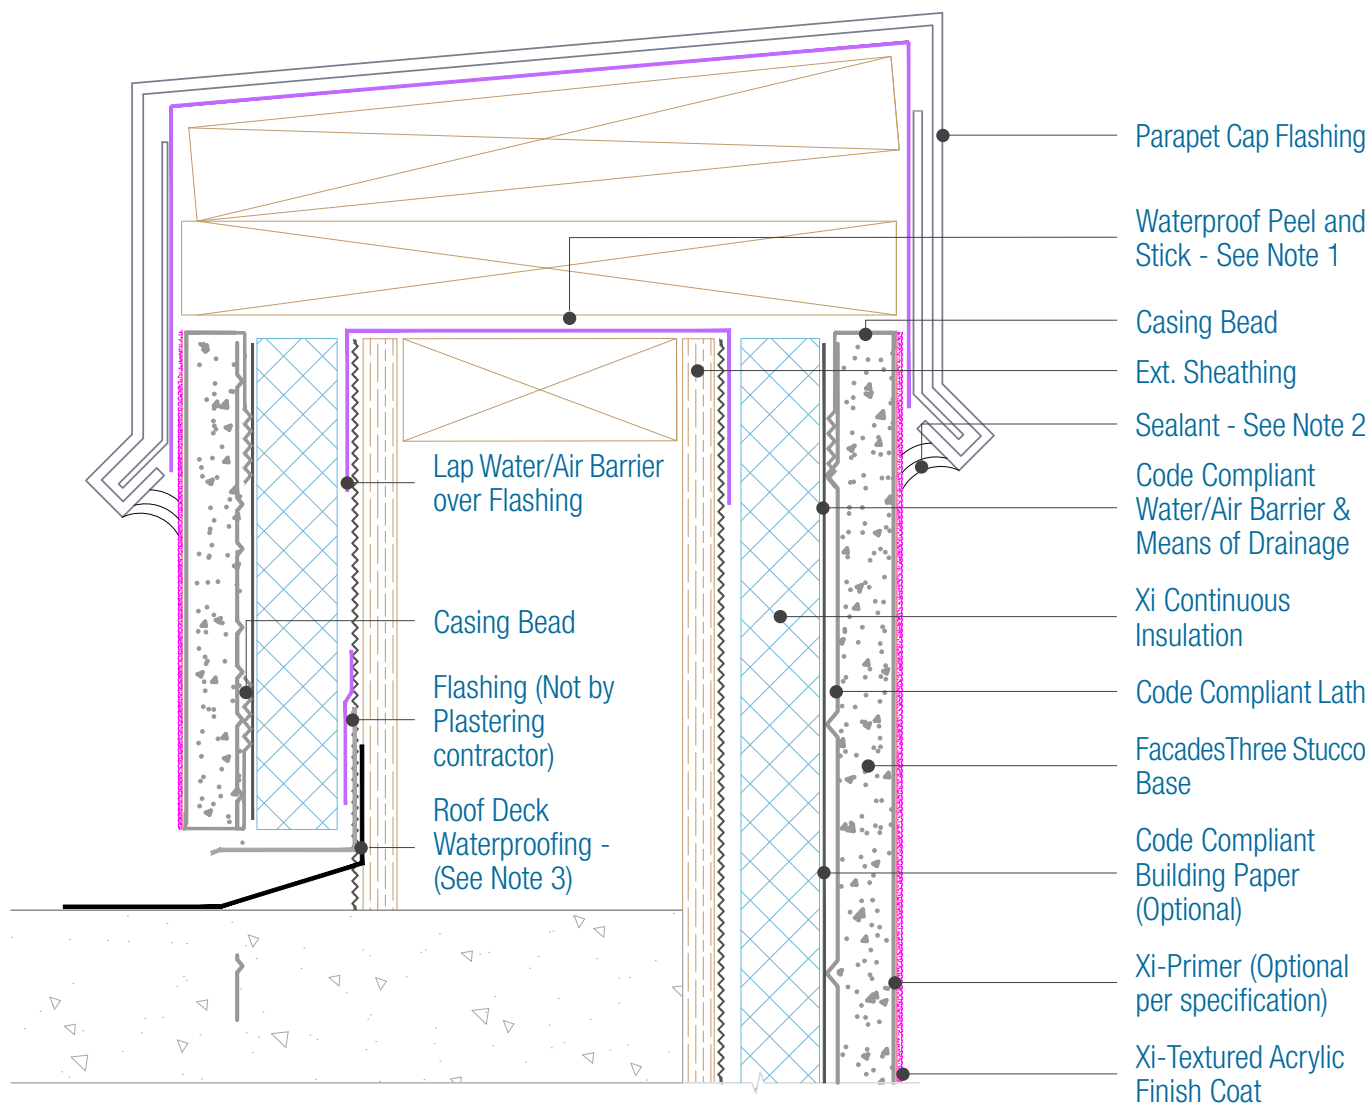 Parapet Cap Flashing
Waterproof Peel and
Stick - See Note 1
Casing Bead
Ext. Sheathing
Sealant - See Note 2
Code Compliant
Water/Air Barrier &
Means of Drainage
Xi Continuous
Insulation
Code Compliant Lath
FacadesThree Stucco
Base
Code Compliant
Building Paper
(Optional)
Xi-Primer (Optional
per specification)
Xi-Textured Acrylic
Finish Coat
Lap Water/Air Barrier
over Flashing
Casing Bead
Flashing (Not by
Plastering
contractor)
Roof Deck
Waterproofing -
(See Note 3)